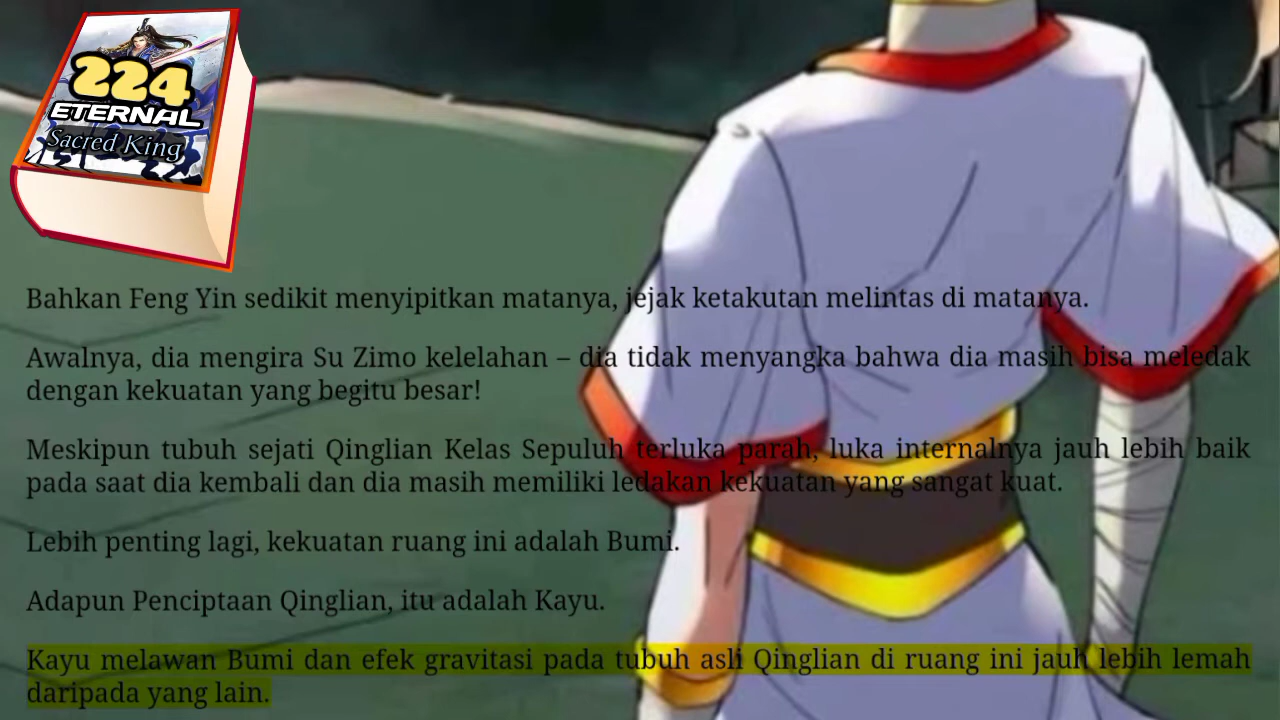 224
ETERNAL
Sacred King
Bahkan Feng Yin sedikit menyipitkan matanya, jejak ketakutan melintas di matanya.
Awalnya, dia mengira Su Zimo kelelahan – dia tidak menyangka bahwa dia masih bisa meledak
dengan kekuatan yang begitu besar!
Meskipun tubuh sejati Qinglian Kelas Sepuluh terluka parah, luka internalnya jauh lebih baik
pada saat dia kembali dan dia masih memiliki ledakan kekuatan yang sangat kuat.
Lebih penting lagi, kekuatan ruang ini adalah Bumi.
Adapun Penciptaan Qinglian, itu adalah Kayu.
Kayu melawan Bumi dan efek gravitasi pada tubuh asli Qinglian di ruang ini jauh lebih lemah
daripada yang lain.